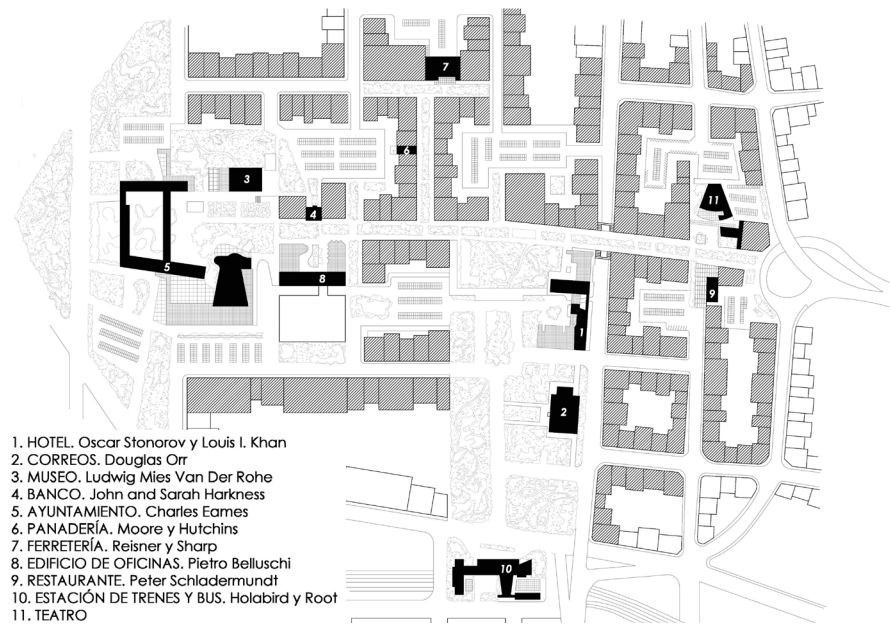 7
6
3
11
4
5
8
9
1
2
10
1. HOTEL. Oscar Stonorov y Louis I. Khan
2. CORREOS. Douglas Orr
3. MUSEO. Ludwig Mies Van Der Rohe
4. BANCO. John and Sarah Harkness
5. AYUNTAMIENTO. Charles Eames
6. PANADERÍA. Moore y Hutchins
7. FERRETERÍA. Reisner y Sharp
8. EDIFICIO DE OFICINAS. Pietro Belluschi
9. RESTAURANTE. Peter Schladermundt
10. ESTACIÓN DE TRENES Y BUS. Holabird y Root
11. TEATRO